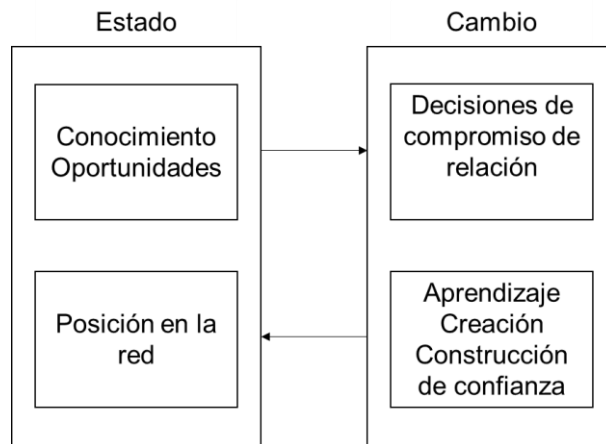 Estado
Cambio
Conocimiento
Oportunidades
Decisiones de
compromiso de
relación
Posición en la
red
Aprendizaje
Creación
Construcción
de confianza